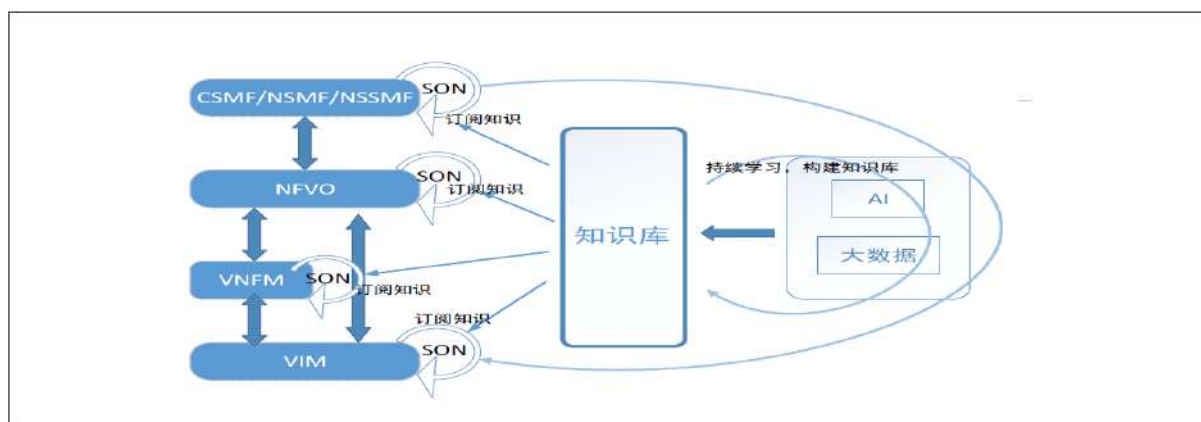 CSMF/NSMF/NSSMF
SON
订阅知识
NFVO
SON
订阅知识
VNFM
SON
订阅知识
订阅知识
VIM
SON
知识库
持续学习，构建知识库
AI
大数据